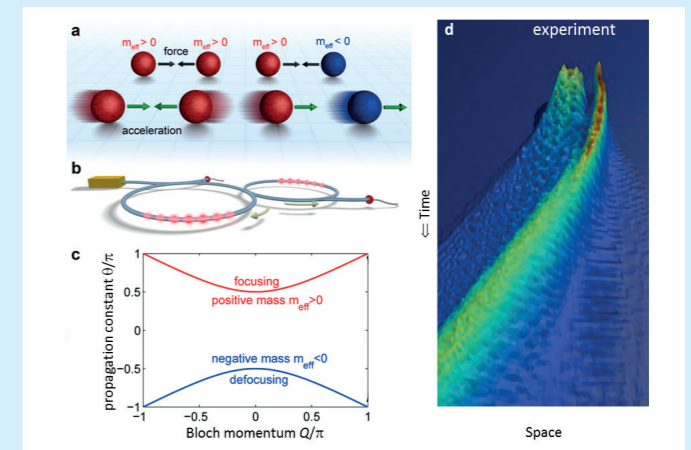 a
m_eff > 0 m_eff > 0 m_eff > 0 m_eff < 0
force
acceleration
b
c
propagation constant θ/π
1
0.5
0
−0.5
−1
focusing
positive mass m_eff>0
negative mass m_eff<0
defocusing
−1 −0.5 0 0.5 1
Bloch momentum Q/π
d
experiment
⇐ Time
Space